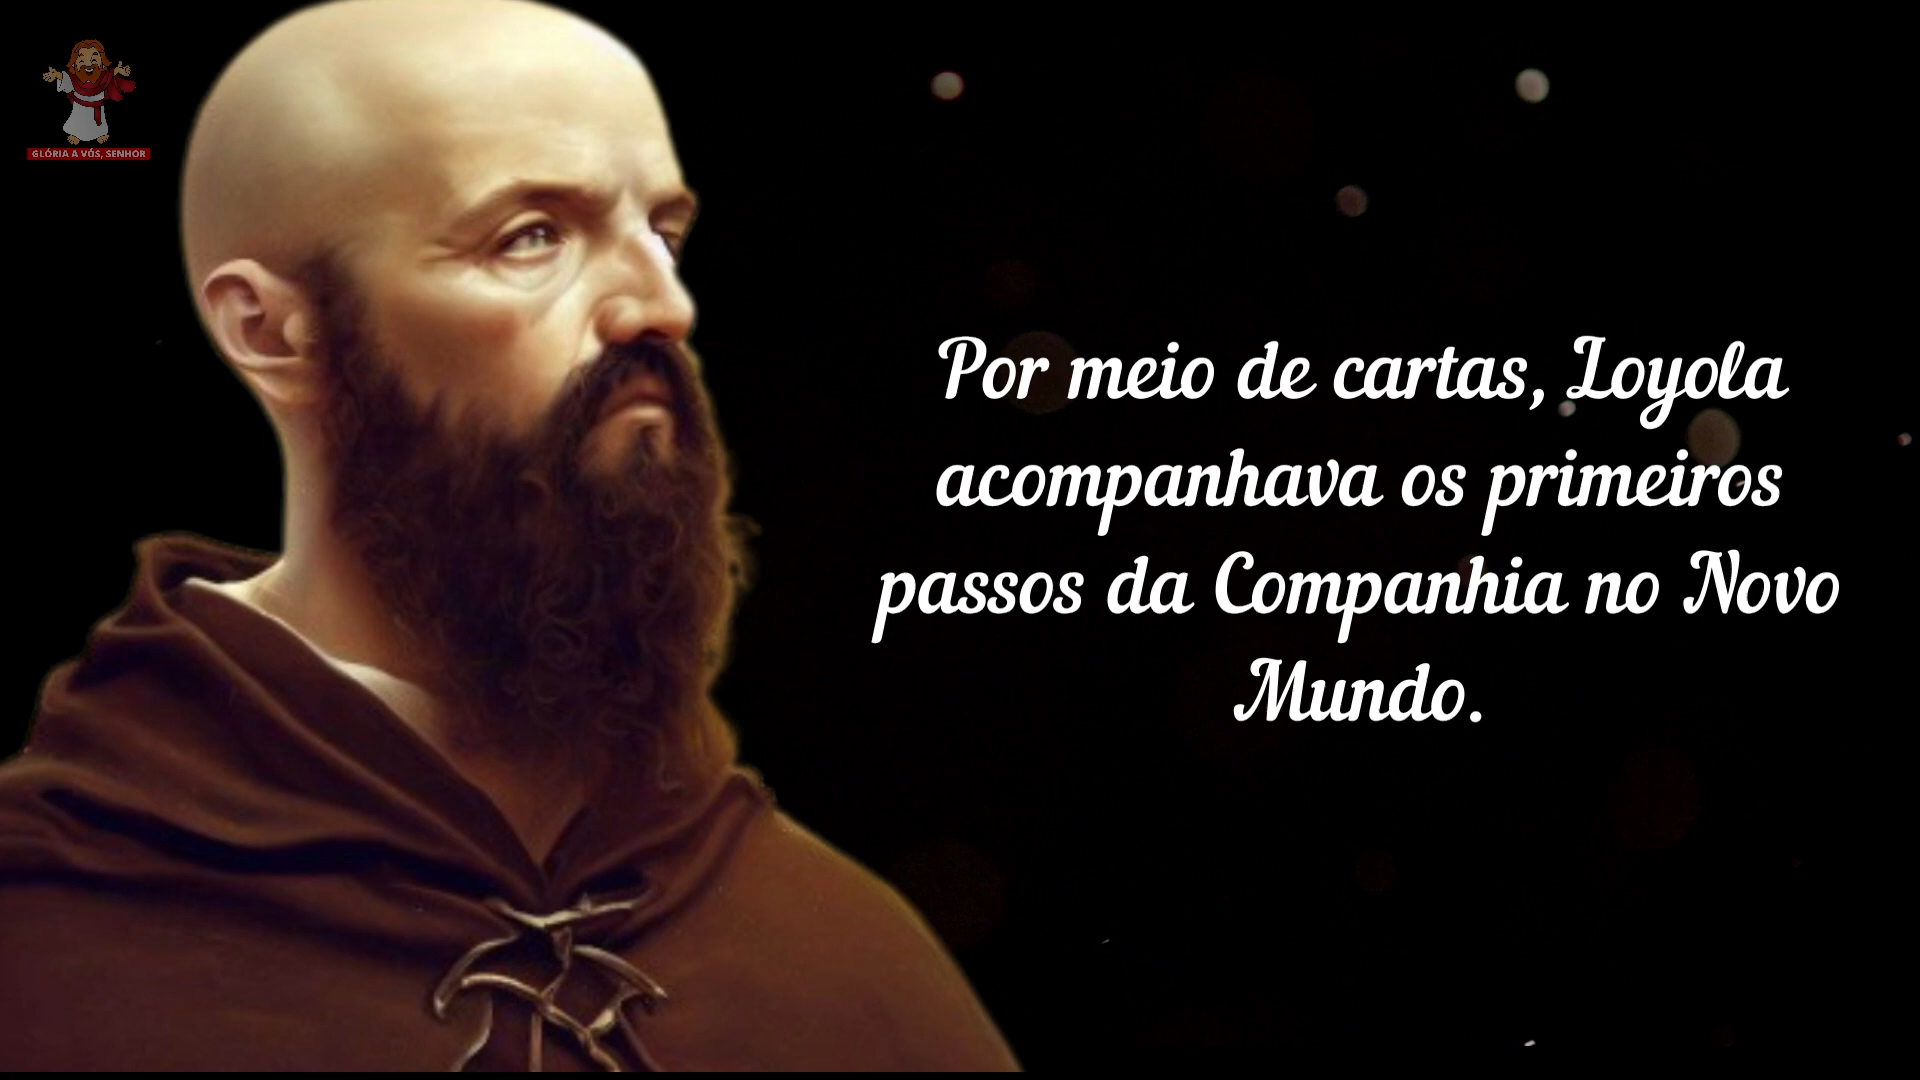 GLÓRIA A VÓS, SENHOR
Por meio de cartas, Loyola
acompanhava os primeiros
passos da Companhia no Novo
Mundo.